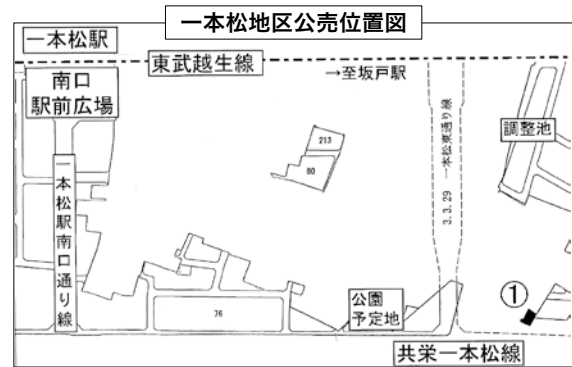 一本松地区公売位置図
一本松駅
東武越生線
→至坂戸駅
南口
駅前広場
調整池
213
80
3.3.29 一本松東通り線
一本松駅南口通り線
76
公園
予定地
①
共栄一本松線